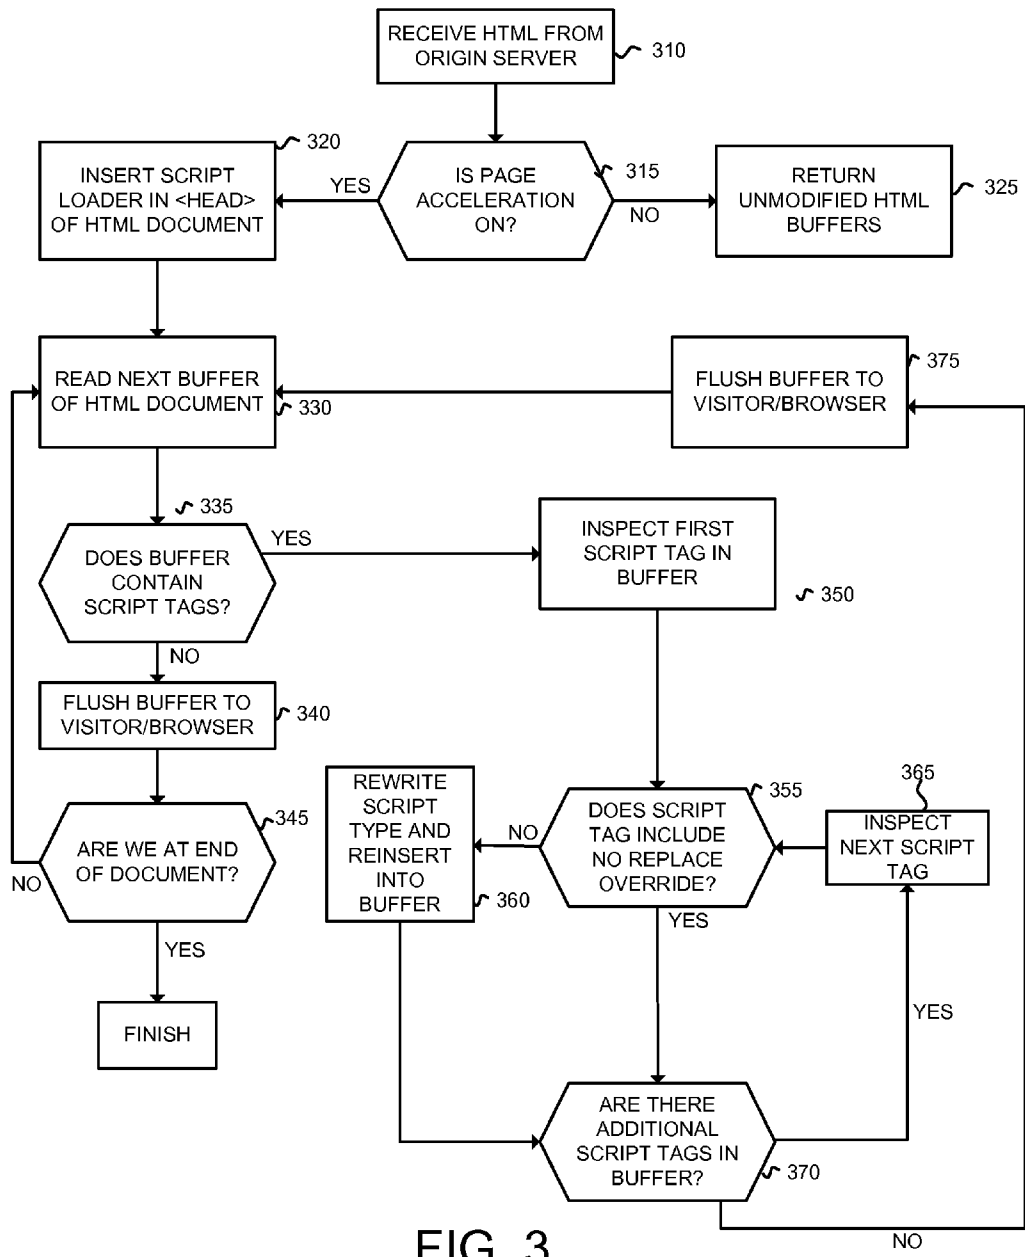 RECEIVE HTML FROM
ORIGIN SERVER
310
320
INSERT SCRIPT
LOADER IN <HEAD>
OF HTML DOCUMENT
YES
IS PAGE
ACCELERATION
ON?
315
NO
RETURN
UNMODIFIED HTML
BUFFERS
325
READ NEXT BUFFER
OF HTML DOCUMENT
330
FLUSH BUFFER TO
VISITOR/BROWSER
375
335
DOES BUFFER
CONTAIN
SCRIPT TAGS?
YES
NO
INSPECT FIRST
SCRIPT TAG IN
BUFFER
350
FLUSH BUFFER TO
VISITOR/BROWSER
340
ARE WE AT END
OF DOCUMENT?
345
NO
YES
FINISH
REWRITE
SCRIPT
TYPE AND
REINSERT
INTO
BUFFER
360
NO
DOES SCRIPT
TAG INCLUDE
NO REPLACE
OVERRIDE?
355
YES
365
INSPECT
NEXT SCRIPT
TAG
YES
ARE THERE
ADDITIONAL
SCRIPT TAGS IN
BUFFER?
370
NO
FIG. 3